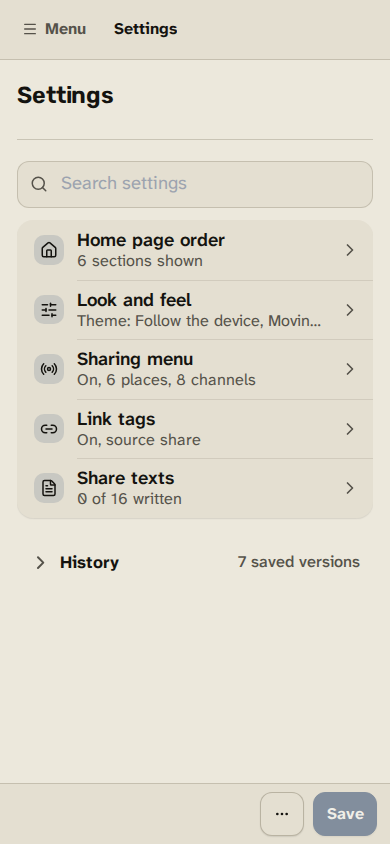 Menu Settings
Settings
Search settings
Home page order
6 sections shown
Look and feel
Theme: Follow the device, Movin...
Sharing menu
On, 6 places, 8 channels
Link tags
On, source share
Share texts
0 of 16 written
History 7 saved versions
... Save